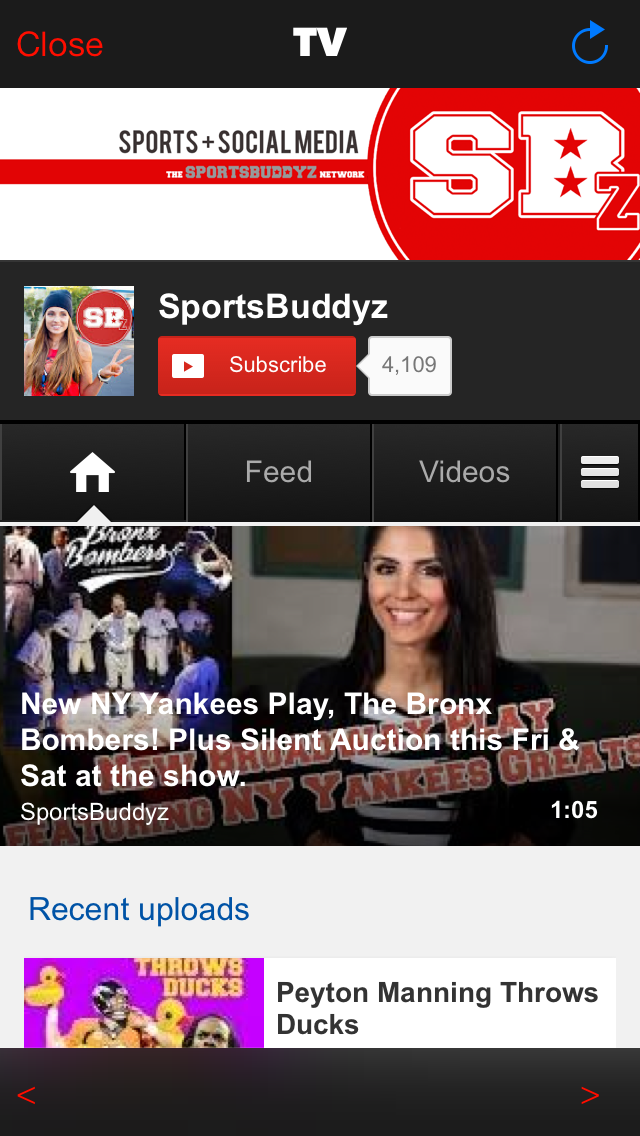 Close
TV
SPORTS + SOCIAL MEDIA
THE SPORTSBUDDYZ NETWORK
SBz
SBz
SportsBuddyz
Subscribe
4,109
Feed
Videos
4
Bronx
Bombers
New NY Yankees Play, The Bronx
Bombers! Plus Silent Auction this Fri &
Sat at the show.
NEW BROADWAY PLAY
FEATURING NY YANKEES GREATS
SportsBuddyz
1:05
Recent uploads
THROWS
DUCKS
Peyton Manning Throws
Ducks
<
>